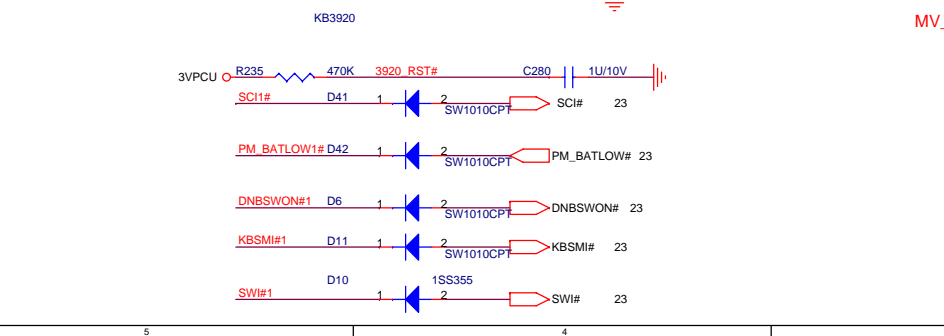 KB3920
MV_
3VPCU R235 470K 3920_RST# C280 1U/10V
SCI1# D41 1 2 SW1010CPT SCI# 23
PM_BATLOW1# D42 1 2 SW1010CPT PM_BATLOW# 23
DNBSWON#1 D6 1 2 SW1010CPT DNBSWON# 23
KBSMI#1 D11 1 2 SW1010CPT KBSMI# 23
SWI#1 D10 1 2 1SS355 SWI# 23
5 4